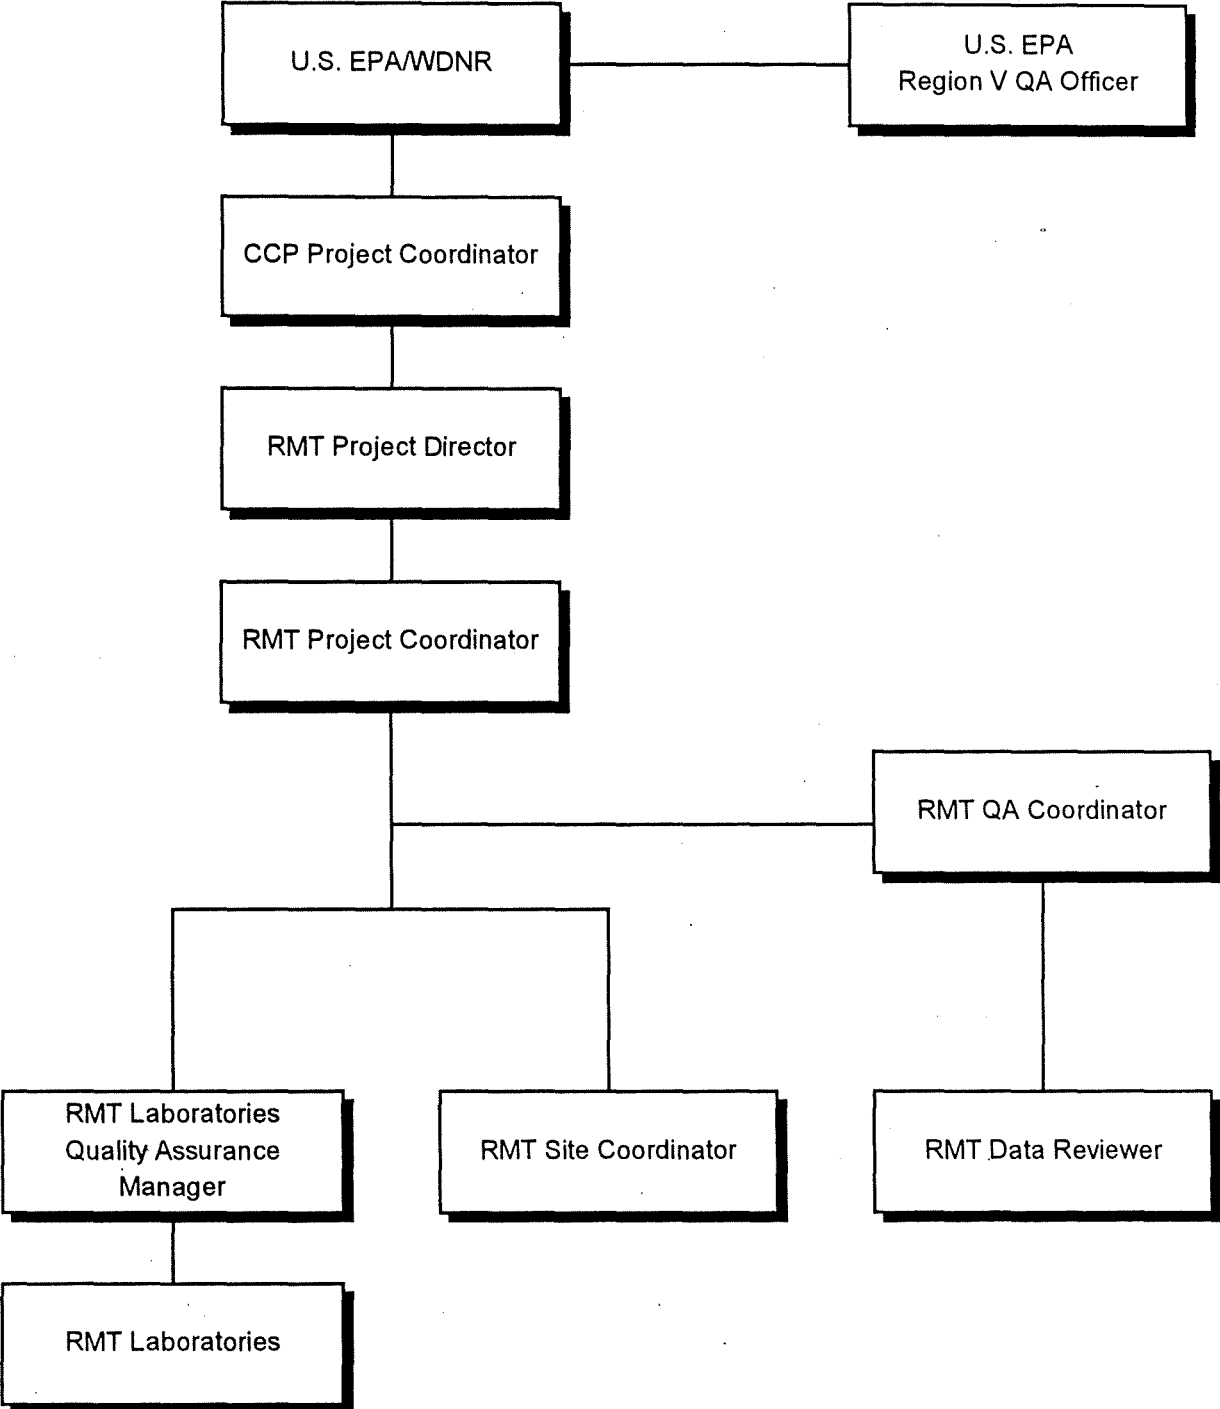 U.S. EPA/WDNR
U.S. EPA
Region V QA Officer
CCP Project Coordinator
RMT Project Director
RMT Project Coordinator
RMT QA Coordinator
RMT Laboratories
Quality Assurance
Manager
RMT Site Coordinator
RMT Data Reviewer
RMT Laboratories